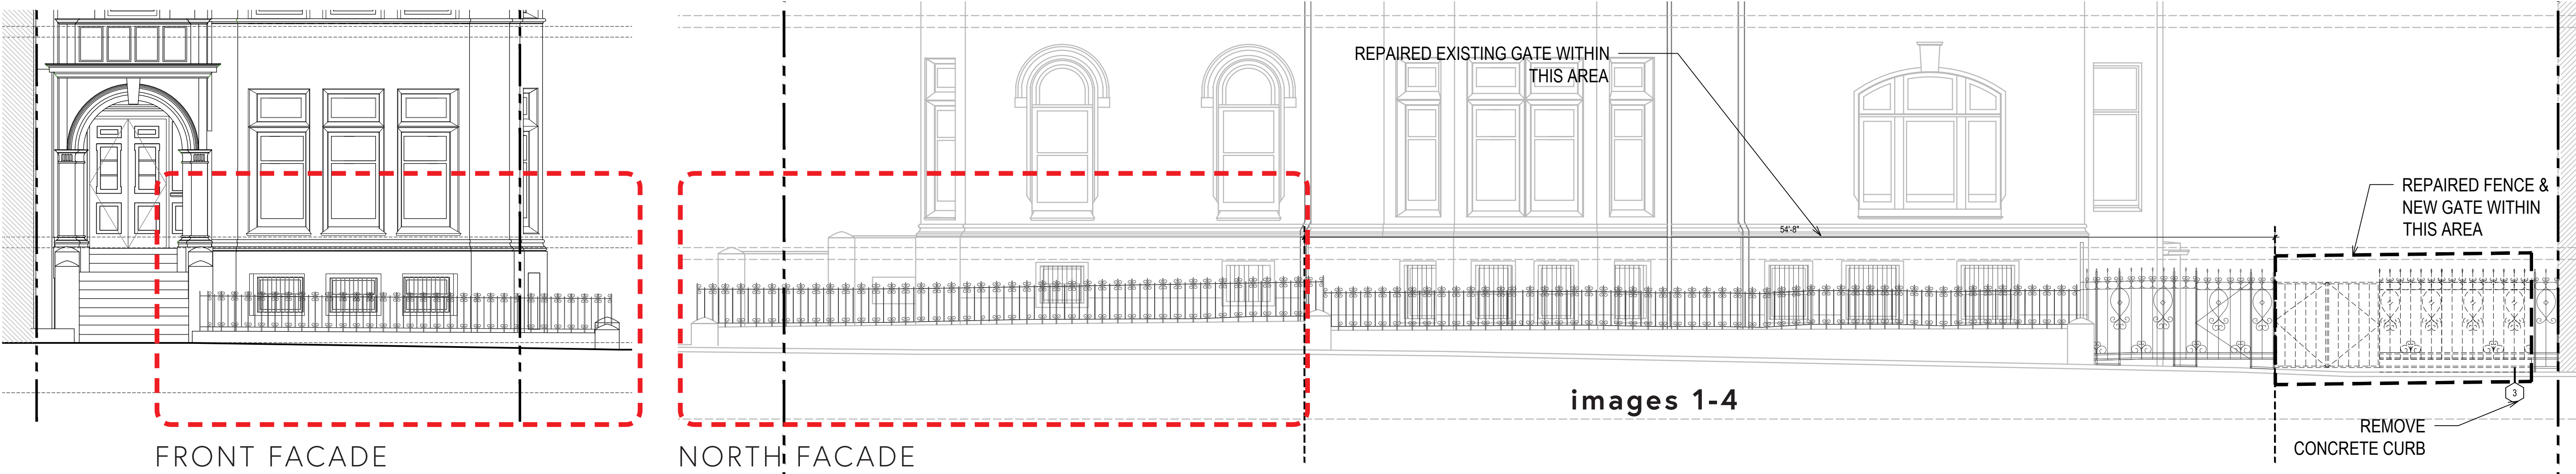 REPAIRED EXISTING GATE WITHIN
THIS AREA
54'-8"
REPAIRED FENCE &
NEW GATE WITHIN
THIS AREA
images 1-4
3
REMOVE
CONCRETE CURB
FRONT FACADE
NORTH FACADE